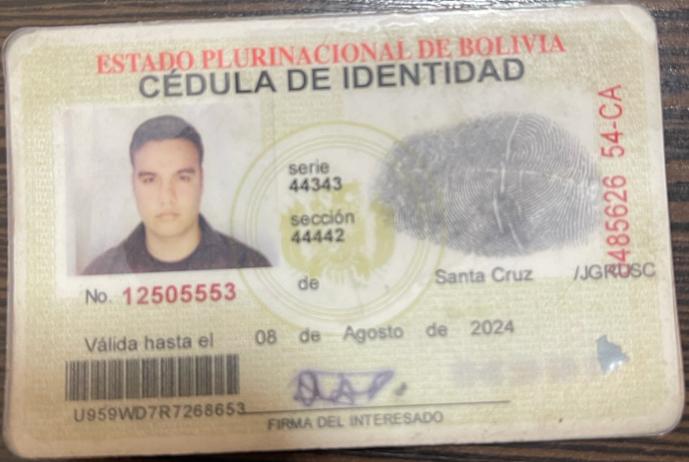 ESTADO PLURINACIONAL DE BOLIVIA
CÉDULA DE IDENTIDAD
serie
44343
sección
44442
485626 54-CA
de Santa Cruz /JGRUSC
No. 12505553
Válida hasta el 08 de Agosto de 2024
U959WD7R7268653
FIRMA DEL INTERESADO